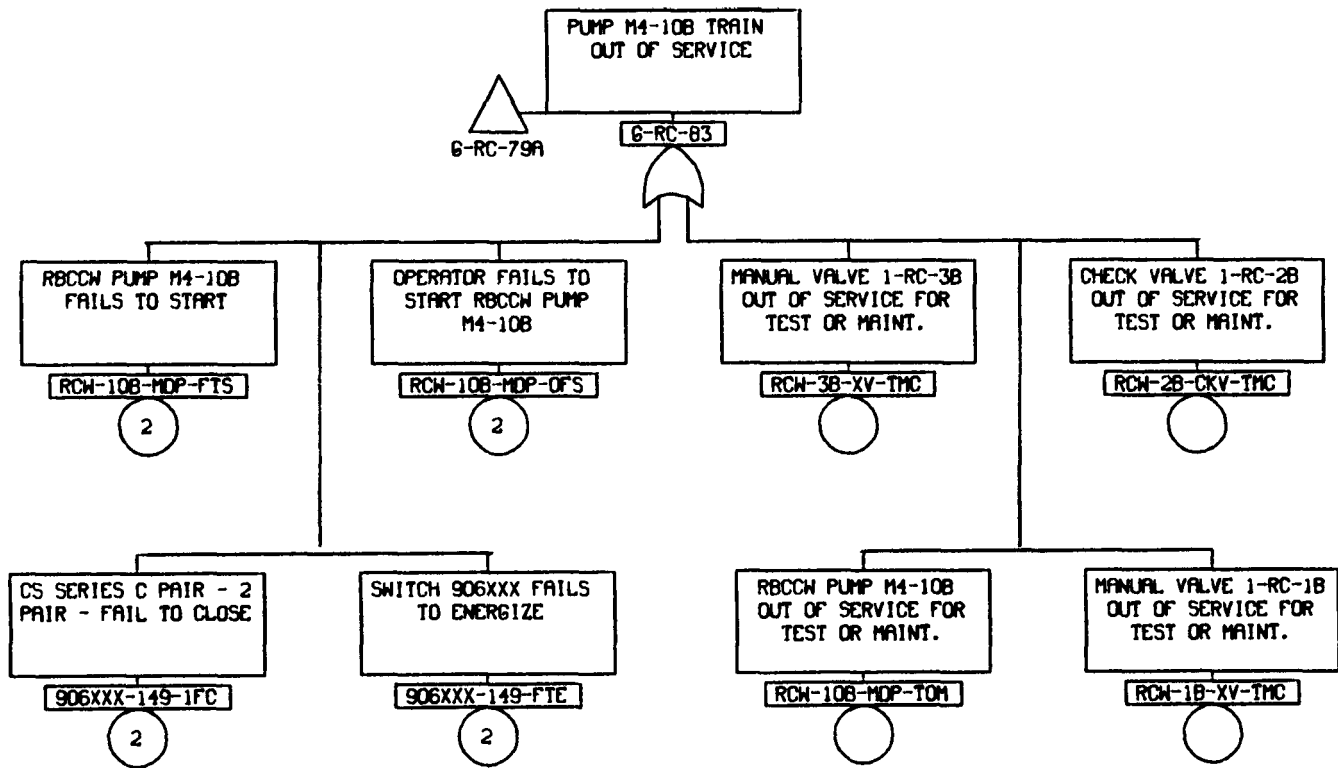 PUMP M4-10B TRAIN
OUT OF SERVICE
6-RC-79A
6-RC-83
RBCCW PUMP M4-10B
FAILS TO START
RCW-10B-MDP-FTS
2
OPERATOR FAILS TO
START RBCCW PUMP
M4-10B
RCW-10B-MDP-OFS
2
MANUAL VALVE 1-RC-3B
OUT OF SERVICE FOR
TEST OR MAINT.
RCW-3B-XV-TMC
CHECK VALVE 1-RC-2B
OUT OF SERVICE FOR
TEST OR MAINT.
RCW-2B-CKV-TMC
CS SERIES C PAIR - 2
PAIR - FAIL TO CLOSE
906XXX-149-1FC
2
SWITCH 906XXX FAILS
TO ENERGIZE
906XXX-149-FTE
2
RBCCW PUMP M4-10B
OUT OF SERVICE FOR
TEST OR MAINT.
RCW-10B-MDP-TOM
MANUAL VALVE 1-RC-1B
OUT OF SERVICE FOR
TEST OR MAINT.
RCW-1B-XV-TMC